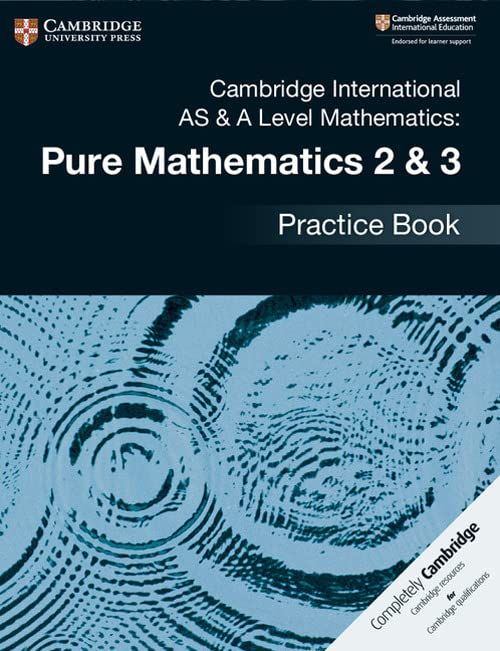 CAMBRIDGE
UNIVERSITY PRESS
Cambridge Assessment
International Education
Endorsed for learner support
Cambridge International
AS & A Level Mathematics:
Pure Mathematics 2 & 3
Practice Book
Completely Cambridge
Cambridge resources
for
Cambridge qualifications